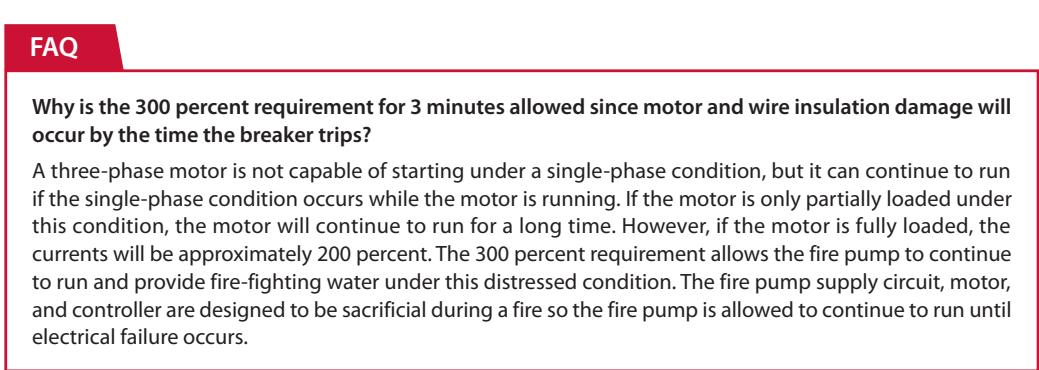 FAQ
Why is the 300 percent requirement for 3 minutes allowed since motor and wire insulation damage will
occur by the time the breaker trips?
A three-phase motor is not capable of starting under a single-phase condition, but it can continue to run
if the single-phase condition occurs while the motor is running. If the motor is only partially loaded under
this condition, the motor will continue to run for a long time. However, if the motor is fully loaded, the
currents will be approximately 200 percent. The 300 percent requirement allows the fire pump to continue
to run and provide fire-fighting water under this distressed condition. The fire pump supply circuit, motor,
and controller are designed to be sacrificial during a fire so the fire pump is allowed to continue to run until
electrical failure occurs.